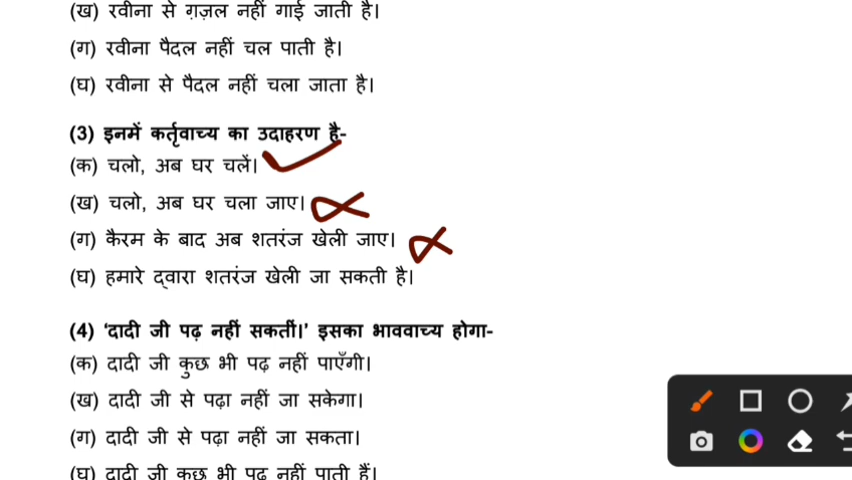 (ख) रवीना से ग़ज़ल नहीं गाई जाती है।
(ग) रवीना पैदल नहीं चल पाती है।
(घ) रवीना से पैदल नहीं चला जाता है।
(3) इनमें कर्तृवाच्य का उदाहरण है-
(क) चलो, अब घर चलें।
(ख) चलो, अब घर चला जाए।
(ग) कैरम के बाद अब शतरंज खेली जाए।
(घ) हमारे द्वारा शतरंज खेली जा सकती है।
(4) ‘दादी जी पढ़ नहीं सकतीं।’ इसका भाववाच्य होगा-
(क) दादी जी कुछ भी पढ़ नहीं पाएँगी।
(ख) दादी जी से पढ़ा नहीं जा सकेगा।
(ग) दादी जी से पढ़ा नहीं जा सकता।
(घ) दादी जी कुछ भी पढ़ नहीं पाती हैं।